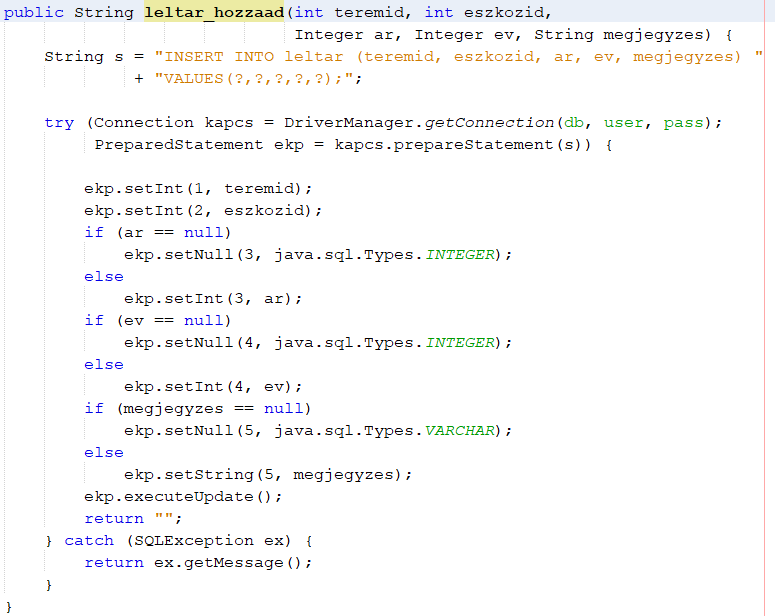 public String leltar_hozzaad(int teremid, int eszkozid,
                             Integer ar, Integer ev, String megjegyzes) {
    String s = "INSERT INTO leltar (teremid, eszkozid, ar, ev, megjegyzes) "
             + "VALUES(?,?,?,?,?);";

    try (Connection kapcs = DriverManager.getConnection(db, user, pass);
         PreparedStatement ekp = kapcs.prepareStatement(s)) {

        ekp.setInt(1, teremid);
        ekp.setInt(2, eszkozid);
        if (ar == null)
            ekp.setNull(3, java.sql.Types.INTEGER);
        else
            ekp.setInt(3, ar);
        if (ev == null)
            ekp.setNull(4, java.sql.Types.INTEGER);
        else
            ekp.setInt(4, ev);
        if (megjegyzes == null)
            ekp.setNull(5, java.sql.Types.VARCHAR);
        else
            ekp.setString(5, megjegyzes);
        ekp.executeUpdate();
        return "";
    } catch (SQLException ex) {
        return ex.getMessage();
    }
}